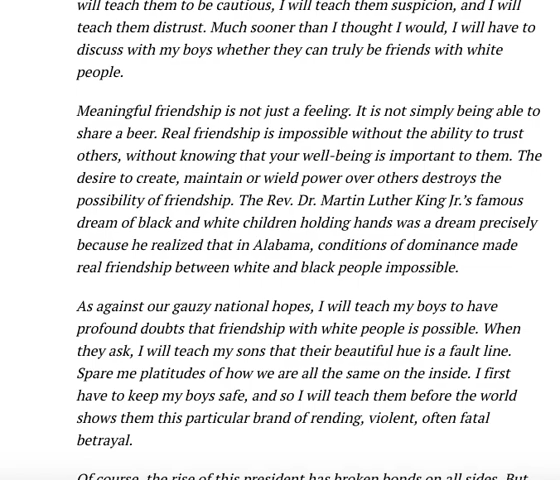 will teach them to be cautious, I will teach them suspicion, and I will
teach them distrust. Much sooner than I thought I would, I will have to
discuss with my boys whether they can truly be friends with white
people.
Meaningful friendship is not just a feeling. It is not simply being able to
share a beer. Real friendship is impossible without the ability to trust
others, without knowing that your well-being is important to them. The
desire to create, maintain or wield power over others destroys the
possibility of friendship. The Rev. Dr. Martin Luther King Jr.’s famous
dream of black and white children holding hands was a dream precisely
because he realized that in Alabama, conditions of dominance made
real friendship between white and black people impossible.
As against our gauzy national hopes, I will teach my boys to have
profound doubts that friendship with white people is possible. When
they ask, I will teach my sons that their beautiful hue is a fault line.
Spare me platitudes of how we are all the same on the inside. I first
have to keep my boys safe, and so I will teach them before the world
shows them this particular brand of rending, violent, often fatal
betrayal.
Of course, the rise of this president has broken bonds on all sides. But